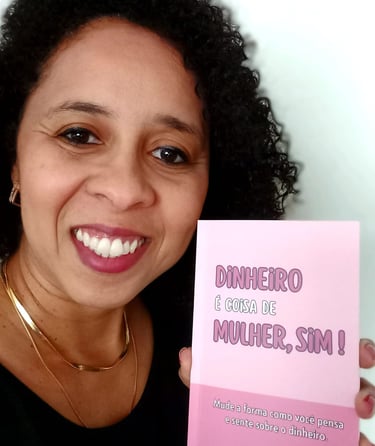 DiNHEiRO
É COiSA DE
MULHER, SiM !
Mude a forma como você pensa
e sente sobre o dinheiro.